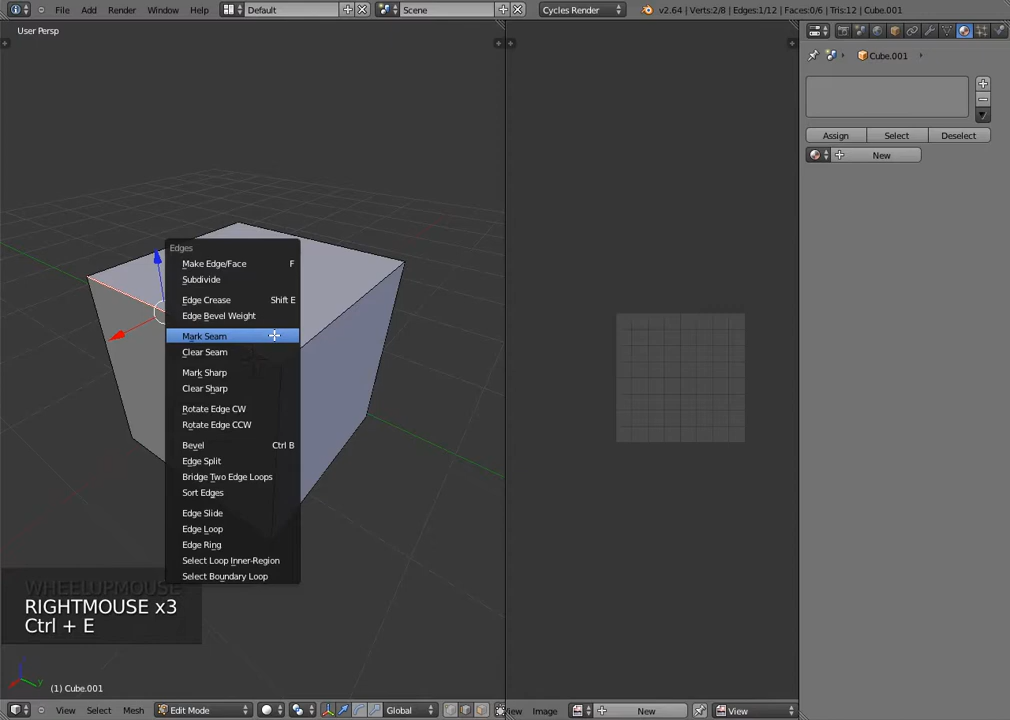 File Add Render Window Help Default Scene Cycles Render v2.64 | Verts:2/8 | Edges:1/12 | Faces:0/6 | Tris:12 | Cube.001
User Persp
Cube.001
Assign Select Deselect
New
Edges
Make Edge/Face F
Subdivide
Edge Crease Shift E
Edge Bevel Weight
Mark Seam
Clear Seam
Mark Sharp
Clear Sharp
Rotate Edge CW
Rotate Edge CCW
Bevel Ctrl B
Edge Split
Bridge Two Edge Loops
Sort Edges
Edge Slide
Edge Loop
Edge Ring
Select Loop Inner-Region
Select Boundary Loop
WHEELUPMOUSE
RIGHTMOUSE x3
Ctrl + E
(1) Cube.001
View Select Mesh Edit Mode Global Image New View